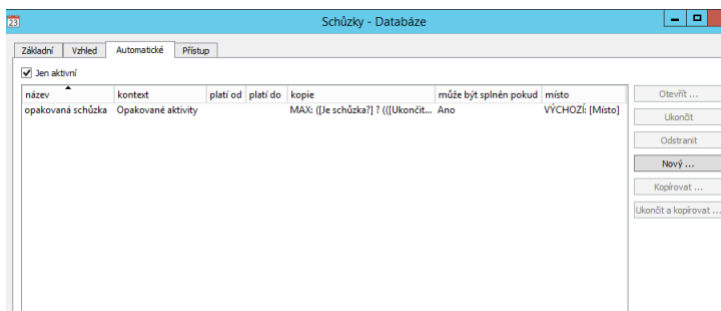 23
Schůzky - Databáze
Základní Vzhled Automatické Přístup
Jen aktivní
název kontext platí od platí do kopie může být splněn pokud místo
opakovaná schůzka Opakované aktivity MAX: ([Je schůzka?] ? (([Ukončit... Ano VÝCHOZÍ: [Místo]
Otevřít ...
Ukončit
Odstranit
Nový ...
Kopírovat ...
Ukončit a kopírovat ...